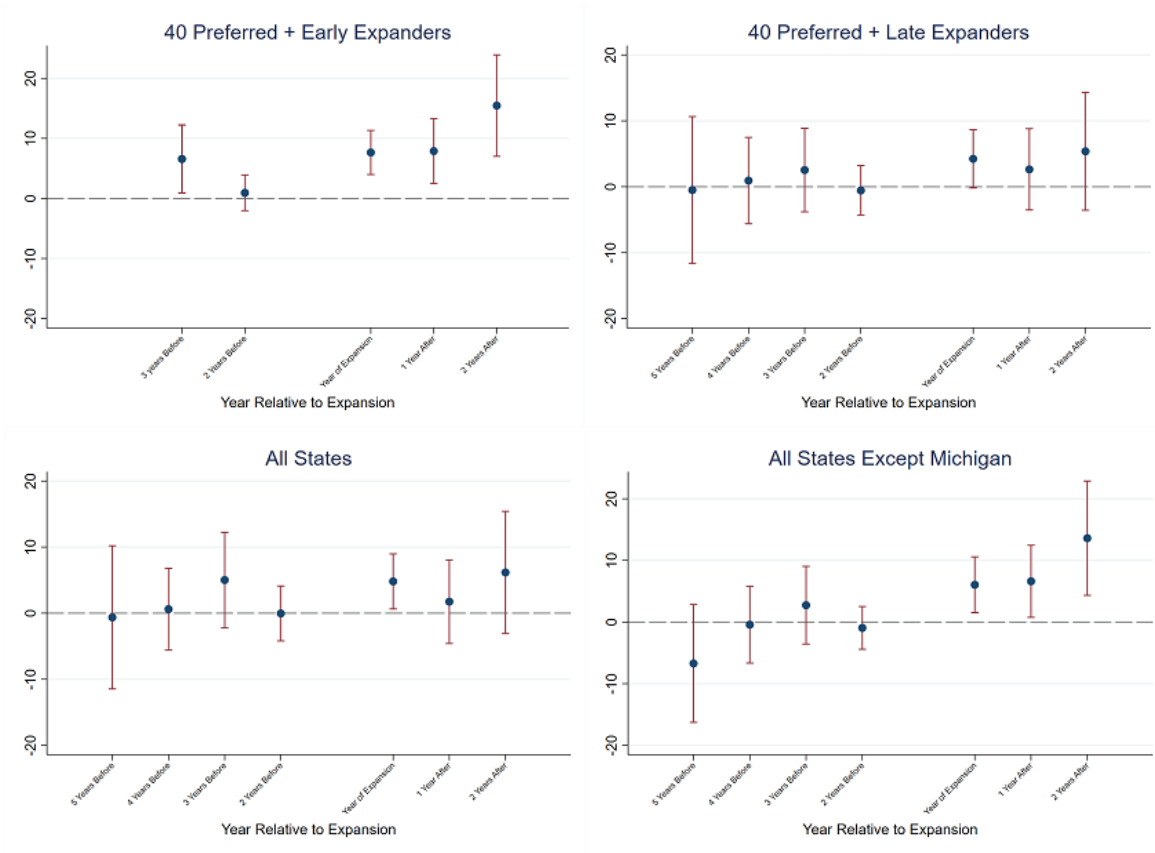 40 Preferred + Early Expanders
20
10
0
-10
-20
3 years Before
2 Years Before
Year of Expansion
1 Year After
2 Years After
Year Relative to Expansion
40 Preferred + Late Expanders
20
10
0
-10
-20
5 Years Before
4 Years Before
3 Years Before
2 Years Before
Year of Expansion
1 Year After
2 Years After
Year Relative to Expansion
All States
20
10
0
-10
-20
5 Years Before
4 Years Before
3 Years Before
2 Years Before
Year of Expansion
1 Year After
2 Years After
Year Relative to Expansion
All States Except Michigan
20
10
0
-10
-20
5 Years Before
4 Years Before
3 Years Before
2 Years Before
Year of Expansion
1 Year After
2 Years After
Year Relative to Expansion